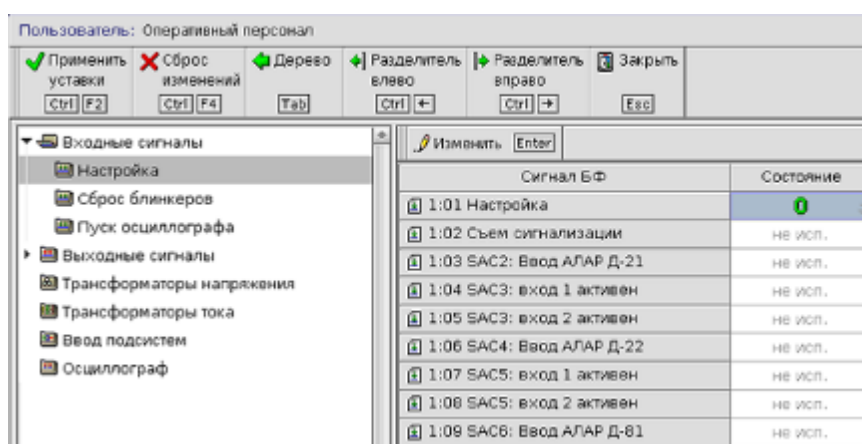 Пользователь: Оперативный персонал
Применить уставки Ctrl F2
Сброс изменений Ctrl F4
Дерево Tab
Разделитель влево Ctrl ←
Разделитель вправо Ctrl →
Закрыть Esc
Входные сигналы
Настройка
Сброс блинкеров
Пуск осциллографа
Выходные сигналы
Трансформаторы напряжения
Трансформаторы тока
Ввод подсистем
Осциллограф
Изменить Enter
Сигнал БФ Состояние
1:01 Настройка 0
1:02 Съем сигнализации не исп.
1:03 SAC2: Ввод АЛАР Д-21 не исп.
1:04 SAC3: вход 1 активен не исп.
1:05 SAC3: вход 2 активен не исп.
1:06 SAC4: Ввод АЛАР Д-22 не исп.
1:07 SAC5: вход 1 активен не исп.
1:08 SAC5: вход 2 активен не исп.
1:09 SAC6: Ввод АЛАР Д-81 не исп.